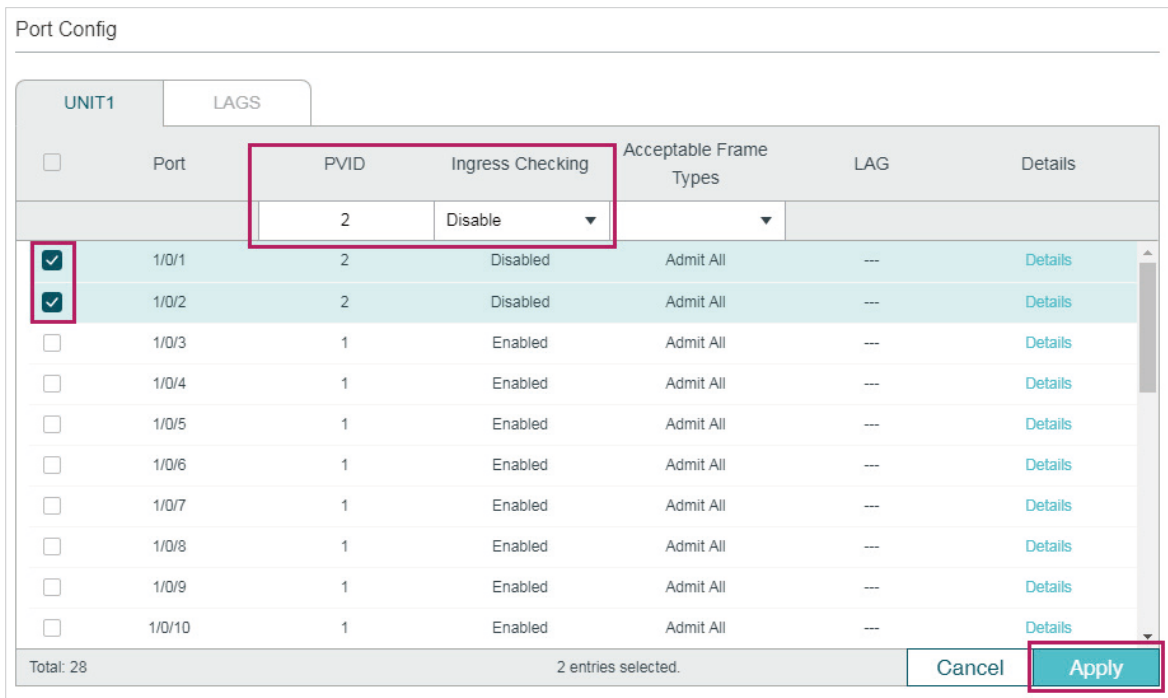 Port Config
UNIT1 LAGS
Port PVID Ingress Checking Acceptable Frame Types LAG Details
2 Disable
1/0/1 2 Disabled Admit All --- Details
1/0/2 2 Disabled Admit All --- Details
1/0/3 1 Enabled Admit All --- Details
1/0/4 1 Enabled Admit All --- Details
1/0/5 1 Enabled Admit All --- Details
1/0/6 1 Enabled Admit All --- Details
1/0/7 1 Enabled Admit All --- Details
1/0/8 1 Enabled Admit All --- Details
1/0/9 1 Enabled Admit All --- Details
1/0/10 1 Enabled Admit All --- Details
Total: 28 2 entries selected. Cancel Apply